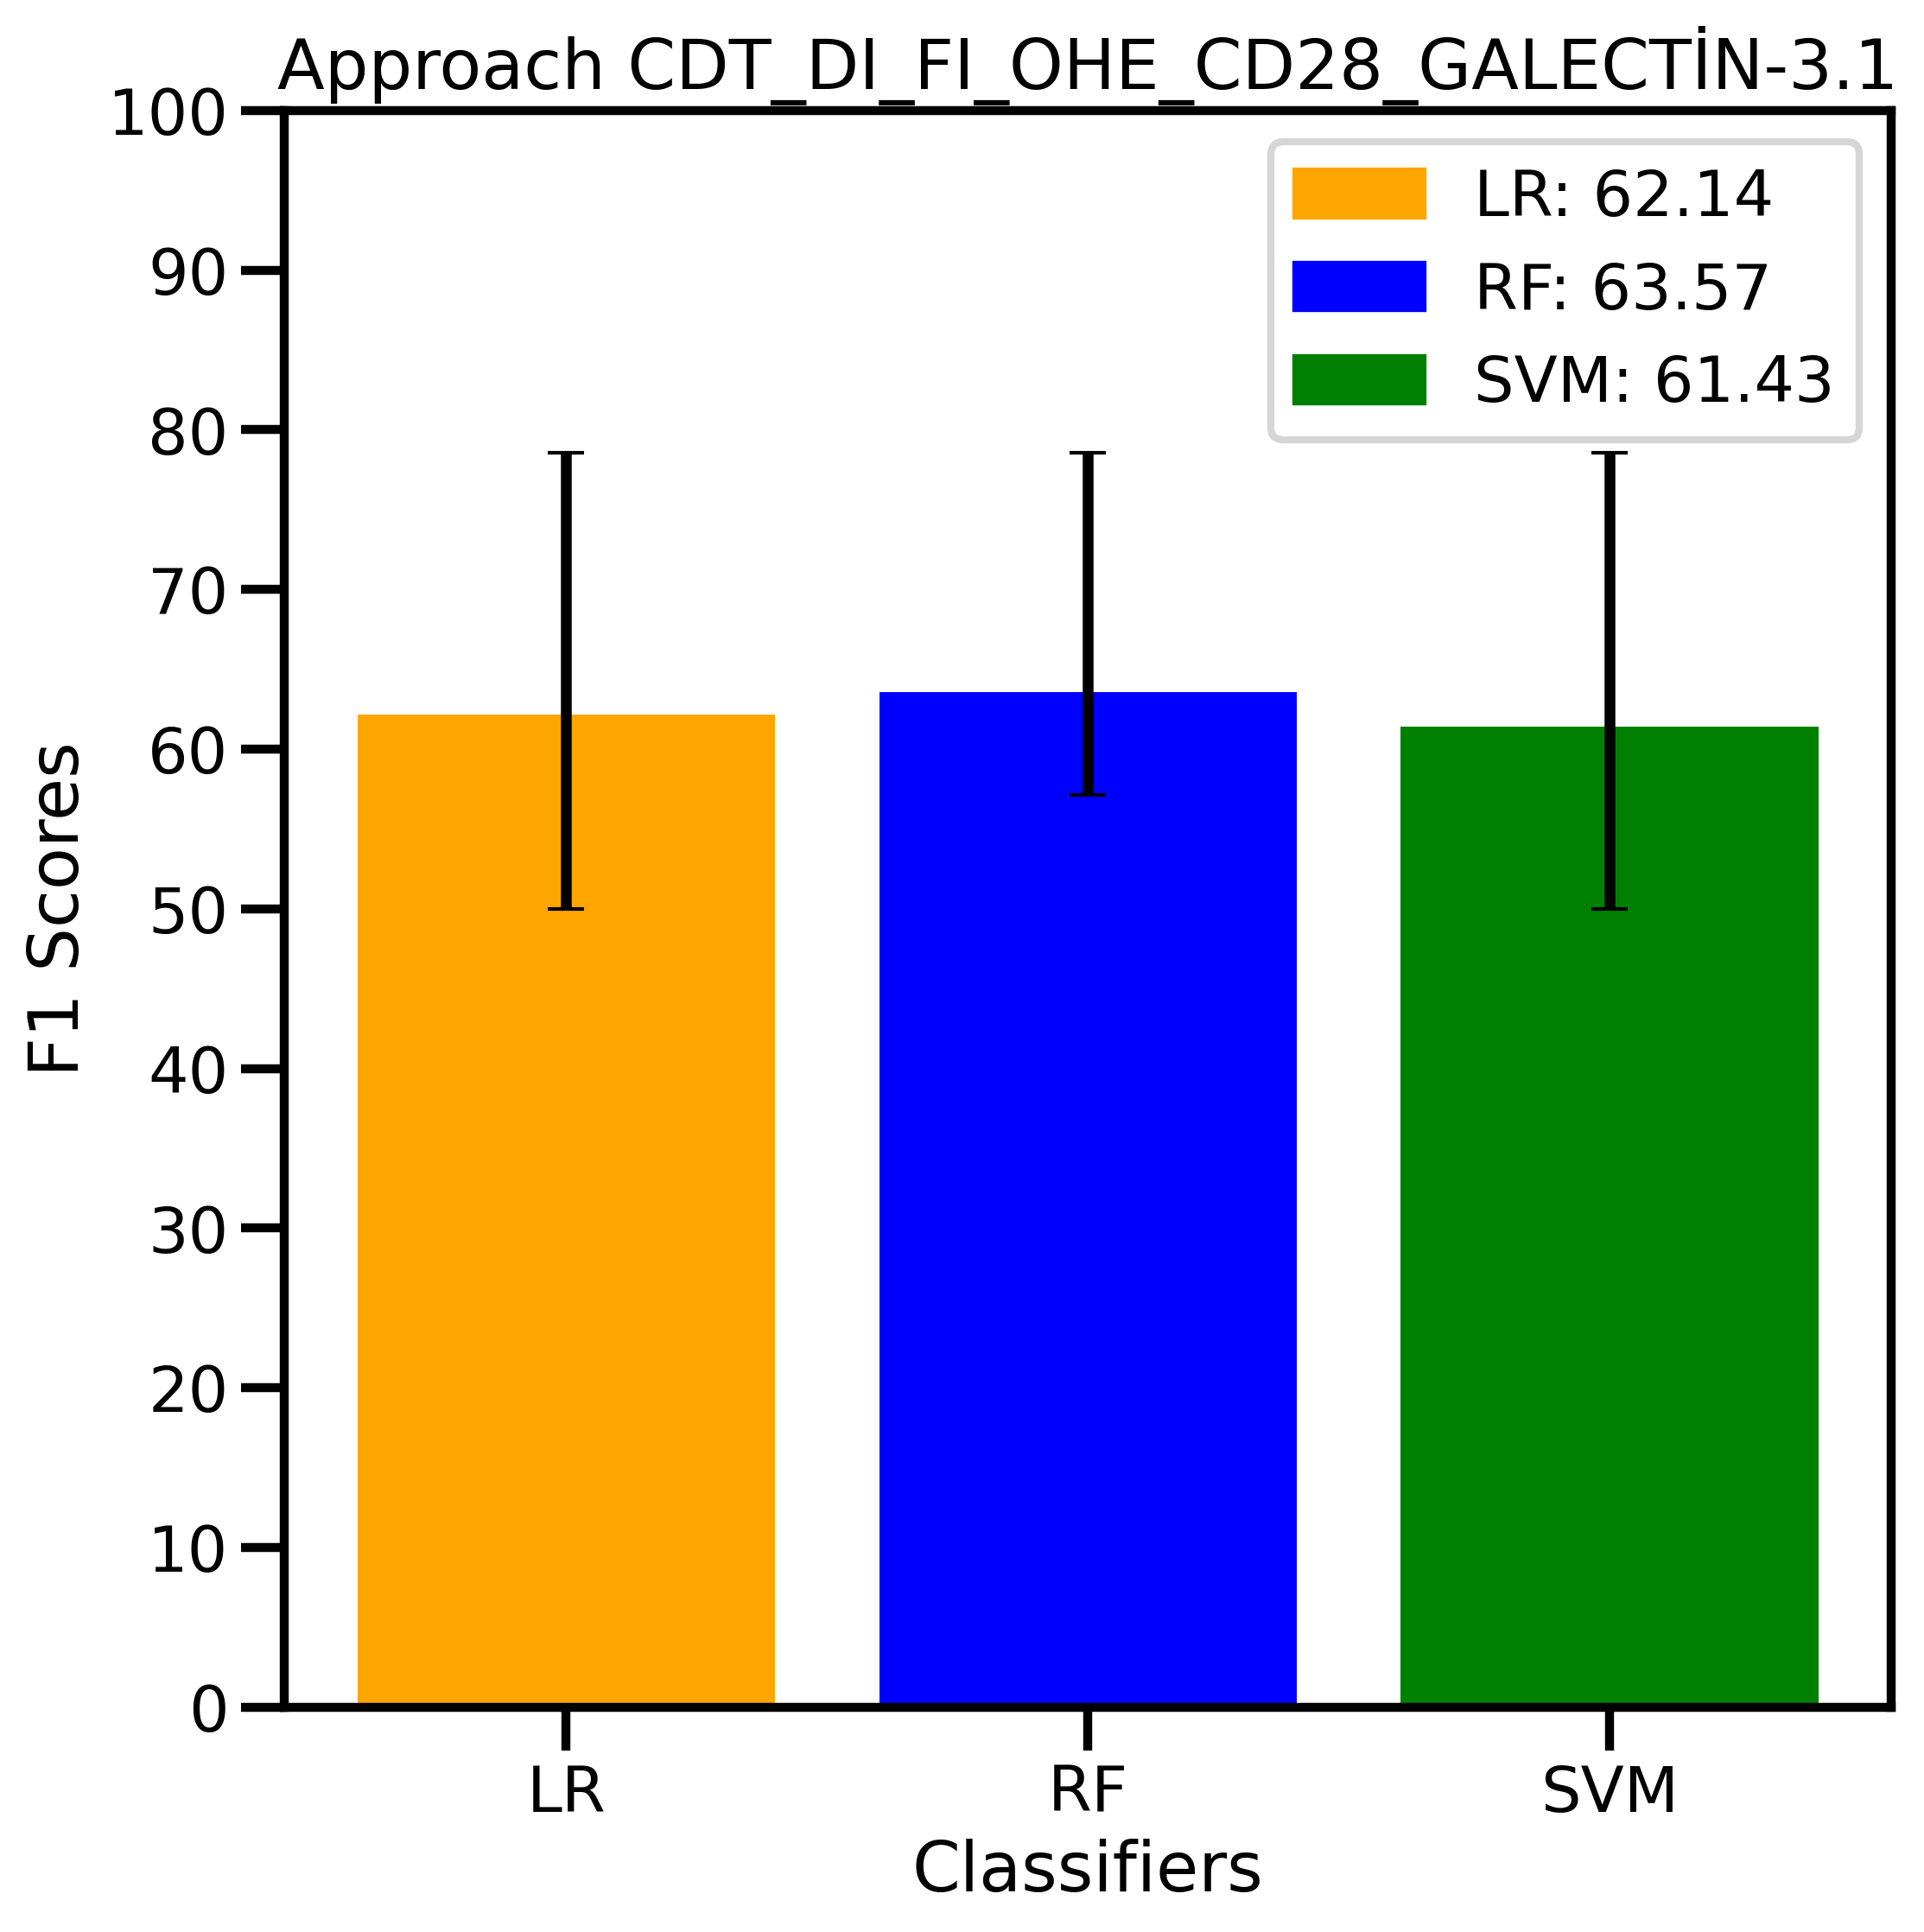 Approach CDT_DI_FI_OHE_CD28_GALECTİN-3.1
LR: 62.14
RF: 63.57
SVM: 61.43
100
90
80
70
60
50
40
30
20
10
0
F1 Scores
LR RF SVM
Classifiers